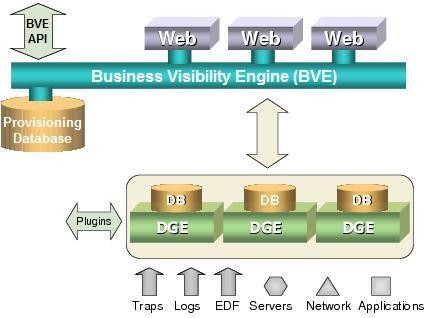 BVE
API
Web Web Web
Business Visibility Engine (BVE)
Provisioning
Database
DB DB DB
Plugins
DGE DGE DGE
Traps Logs EDF Servers Network Applications